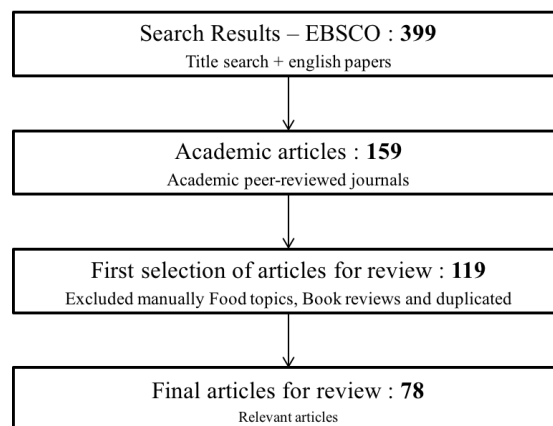 Search Results – EBSCO : 399
Title search + english papers
Academic articles : 159
Academic peer-reviewed journals
First selection of articles for review : 119
Excluded manually Food topics, Book reviews and duplicated
Final articles for review : 78
Relevant articles